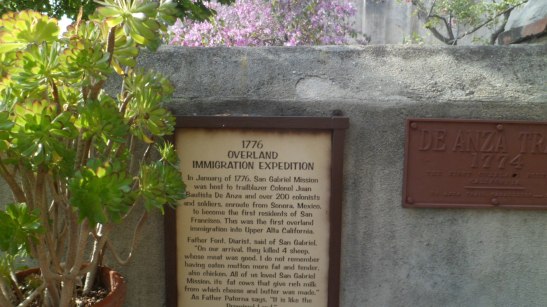 1776
OVERLAND
IMMIGRATION EXPEDITION
In January of 1776, San Gabriel Mission
was host to trailblazer Colonel Juan
Bautista De Anza and over 200 colonists
and soldiers, enroute from Sonora, Mexico,
to become the first residents of San
Francisco. This was the first overland
immigration into Upper Alta California.
Father Font, Diarist, said of San Gabriel,
"On our arrival, they killed 4 sheep,
whose meat was good. I do not remember
having eaten mutton more fat and tender,
also chicken. All of us loved San Gabriel
Mission, its fat cows that give rich milk
from which cheese and butter was made."
As Father Paterna says, "It is like the
DE ANZA
1774